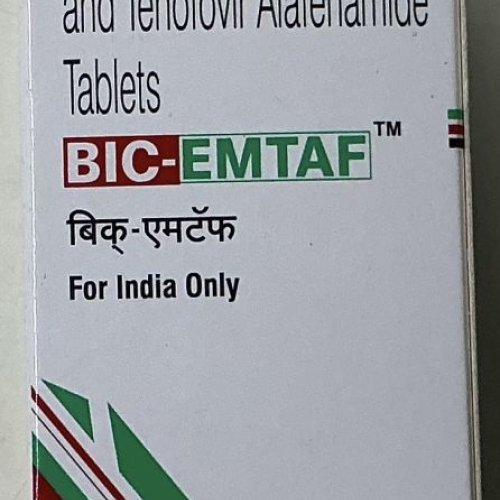 and Tenofovir Alafenamide
Tablets
BIC-EMTAF™
बिक्-एमटॅफ
For India Only